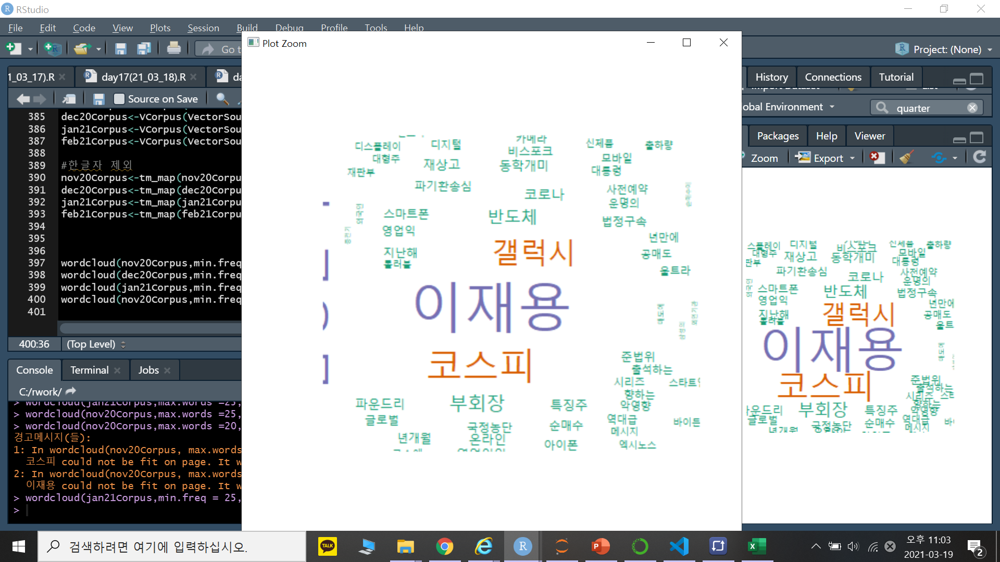 RStudio
File Edit Code View Plots Session Build Debug Profile Tools Help
Go t
Project: (None)
1_03_17).R
day17(21_03_18).R
da
Source on Save
385 dec20Corpus<-VCorpus(VectorSou
386 jan21Corpus<-VCorpus(VectorSou
387 feb21Corpus<-VCorpus(VectorSou
388
389 #한글자 제외
390 nov20Corpus<-tm_map(nov20Corpu
391 dec20Corpus<-tm_map(dec20Corpu
392 jan21Corpus<-tm_map(jan21Corpu
393 feb21Corpus<-tm_map(feb21Corpu
394
395
396
397 wordcloud(nov20Corpus,min.freq
398 wordcloud(dec20Corpus,min.freq
399 wordcloud(jan21Corpus,min.freq
400 wordcloud(nov20Corpus,min.freq
401
400:36 (Top Level)
Console Terminal Jobs
C:/rwork/
> wordcloud(jan21Corpus,max.words =25,
> wordcloud(nov20Corpus,max.words =25,
> wordcloud(nov20Corpus,max.words =20,
경고메시지(들):
1: In wordcloud(nov20Corpus, max.words
코스피 could not be fit on page. It w
2: In wordcloud(nov20Corpus, max.words
이재용 could not be fit on page. It w
> wordcloud(jan21Corpus,min.freq = 25,
>
Plot Zoom
디스플레이 디지털 카메라 신제품 출하량
대형주 비스포크 모바일
재판부 재상고 동학개미 대통령
파기환송심 코로나 사전예약
운명의
외국인 스마트폰 반도체 법정구속
영업익 년만에
지난해 갤럭시 공매도
폴더블 울트라
이재용
코스피 준법위
출석하는
시리즈
향하는
파운드리 부회장 특징주 악영향
글로벌 국정농단 순매수 역대급 바이든
년개월 온라인 메시지
아이폰 엑시노스
History Connections Tutorial
Import Dataset List
lobal Environment
quarter
Packages Help Viewer
Zoom Export
스플레이 디지털 비스포크 신제품 출하량
대형주 재상고 동학개미 모바일
판부 대통령
파기환송심 코로나 사전예약
운명의
외국인 스마트폰 반도체 법정구속
영업익 년만에
지난해 갤럭시 공매도
폴더블 울트
이재용
코스피 준법위
출석하는
시리즈
향하는
운드리 부회장 특징주 악영향
글로벌 국정농단 순매수 역대급
년개월 메시지
검색하려면 여기에 입력하십시오.
TALK
오후 11:03
2021-03-19
2